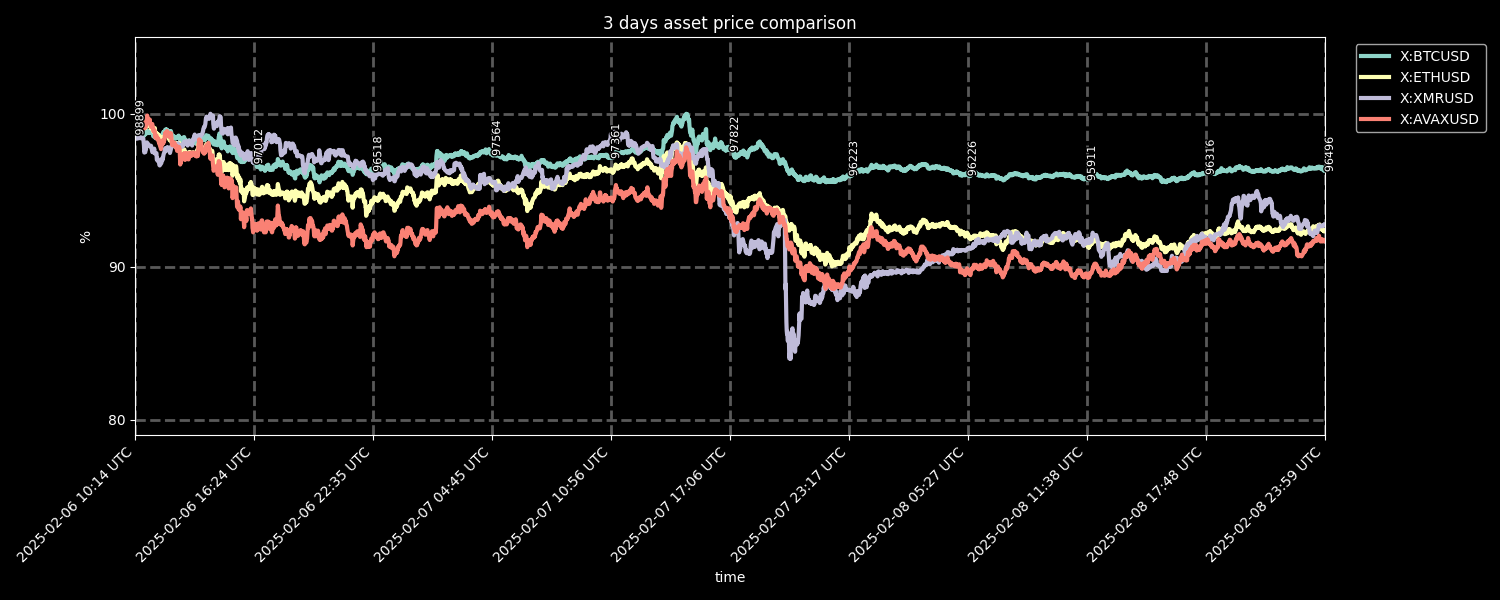 3 days asset price comparison
X:BTCUSD
X:ETHUSD
X:XMRUSD
X:AVAXUSD
100
90
80
%
98899
97012
96518
97564
97361
97822
96223
96226
95911
96316
96496
2025-02-06 10:14 UTC
2025-02-06 16:24 UTC
2025-02-06 22:35 UTC
2025-02-07 04:45 UTC
2025-02-07 10:56 UTC
2025-02-07 17:06 UTC
2025-02-07 23:17 UTC
2025-02-08 05:27 UTC
2025-02-08 11:38 UTC
2025-02-08 17:48 UTC
2025-02-08 23:59 UTC
time